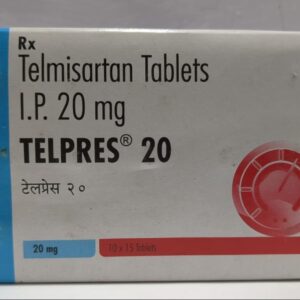 Rx
Telmisartan Tablets
I.P. 20 mg
TELPRES® 20
टेलप्रेस २०
20 mg
10 x 15 Tablets